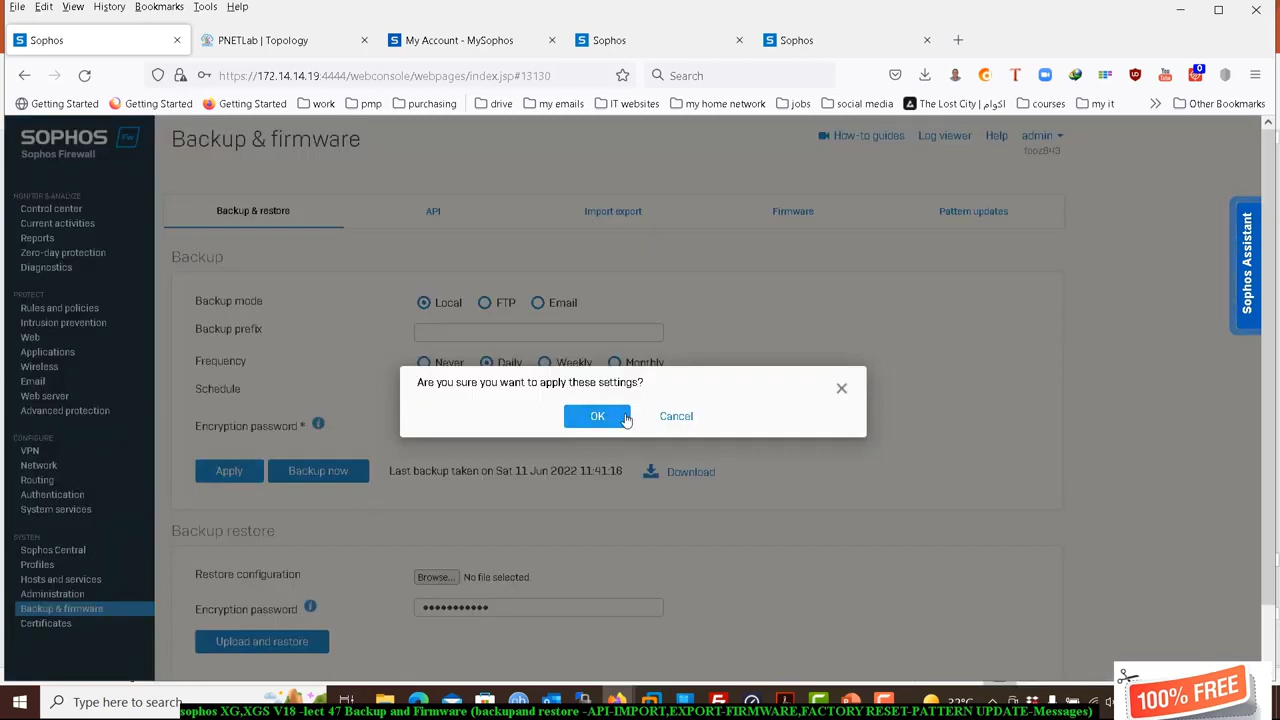 File Edit View History Bookmarks Tools Help
Sophos
PNETLab | Topology
My Account - MySophos
Sophos
Sophos
https://172.14.14.19:4444/webconsole/webpages/index.jsp#13130
Search
0
Getting Started Getting Started Getting Started work pmp purchasing drive my emails IT websites my home network jobs social media The Lost City | اكوام courses my it Other Bookmarks
SOPHOS Fw
Sophos Firewall
Backup & firmware
How-to guides Log viewer Help admin
fooz843
MONITOR & ANALYZE
Control center
Current activities
Reports
Zero-day protection
Diagnostics
PROTECT
Rules and policies
Intrusion prevention
Web
Applications
Wireless
Email
Web server
Advanced protection
CONFIGURE
VPN
Network
Routing
Authentication
System services
SYSTEM
Sophos Central
Profiles
Hosts and services
Administration
Backup & firmware
Certificates
Backup & restore API Import export Firmware Pattern updates
Backup
Backup mode Local FTP Email
Backup prefix
Frequency Never Daily Weekly Monthly
Schedule
Encryption password *
Are you sure you want to apply these settings?
OK Cancel
Apply Backup now Last backup taken on Sat 11 Jun 2022 11:41:16 Download
Backup restore
Restore configuration Browse... No file selected.
Encryption password •••••••••••
Upload and restore
Sophos Assistant
Type here to search
sophos XG,XGS V18 -lect 47 Backup and Firmware (backupand restore -API-IMPORT,EXPORT-FIRMWARE,FACTORY RESET-PATTERN UPDATE-Messages)
100% FREE